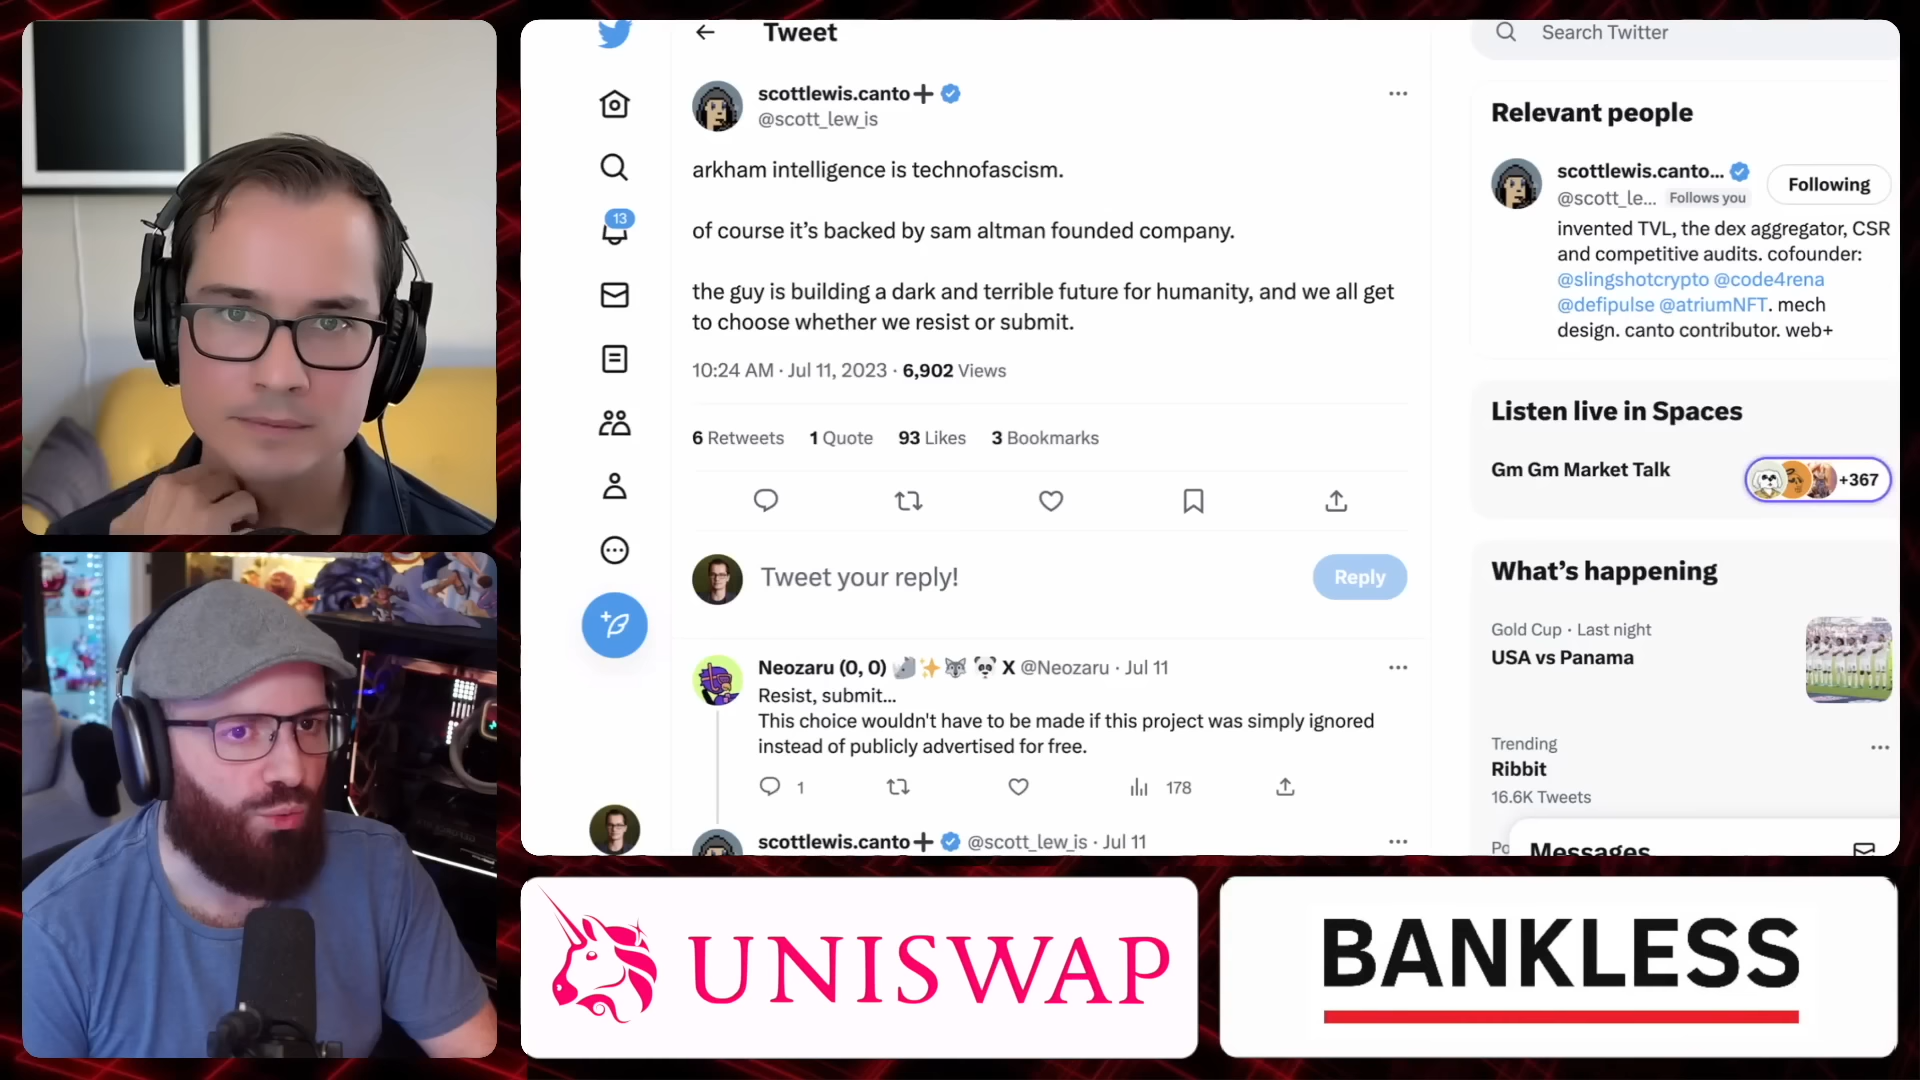 Tweet
scottlewis.canto
@scott_lew_is
arkham intelligence is technofascism.
of course it’s backed by sam altman founded company.
the guy is building a dark and terrible future for humanity, and we all get
to choose whether we resist or submit.
10:24 AM · Jul 11, 2023 · 6,902 Views
6 Retweets 1 Quote 93 Likes 3 Bookmarks
Tweet your reply!
Reply
Neozaru (0, 0) X @Neozaru · Jul 11
Resist, submit...
This choice wouldn't have to be made if this project was simply ignored
instead of publicly advertised for free.
1
178
scottlewis.canto @scott_lew_is · Jul 11
13
Search Twitter
Relevant people
scottlewis.canto...
@scott_le... Follows you
Following
invented TVL, the dex aggregator, CSR
and competitive audits. cofounder:
@slingshotcrypto @code4rena
@defipulse @atriumNFT. mech
design. canto contributor. web+
Listen live in Spaces
Gm Gm Market Talk
+367
What’s happening
Gold Cup · Last night
USA vs Panama
Trending
Ribbit
16.6K Tweets
Po
Messages
UNISWAP
BANKLESS